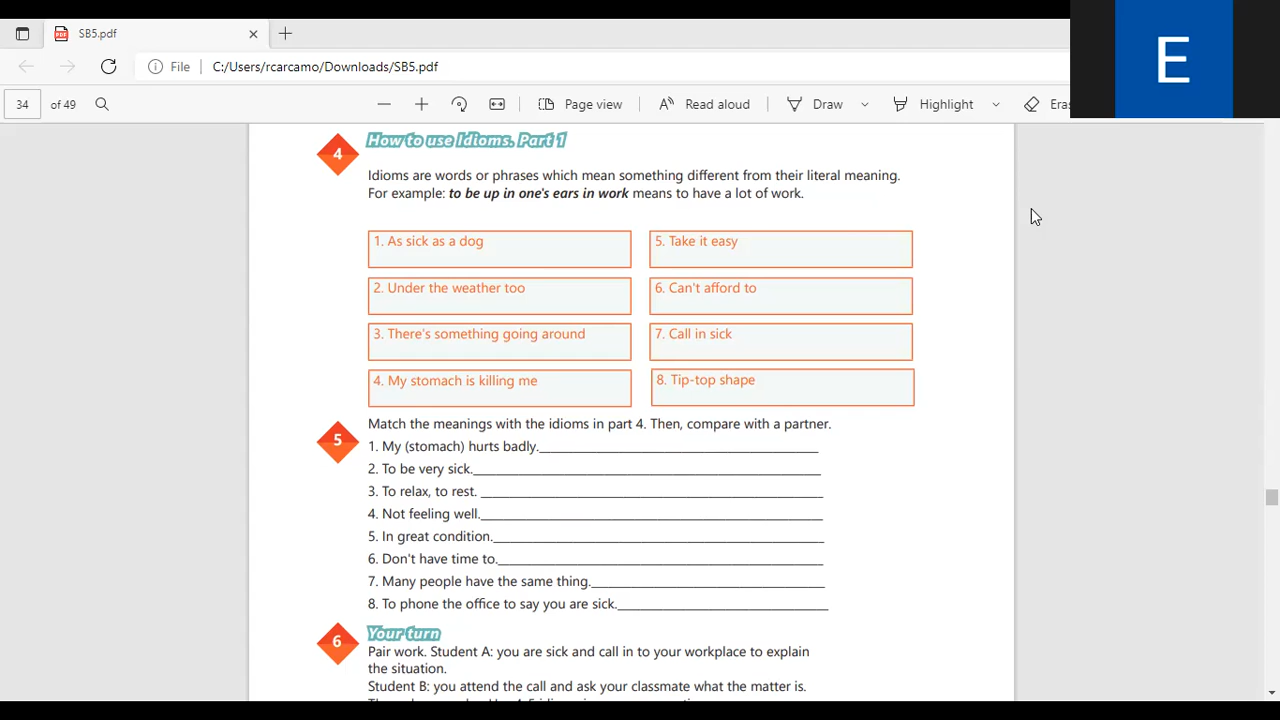 SB5.pdf
File C:/Users/rcarcamo/Downloads/SB5.pdf
E
34 of 49 Page view Read aloud Draw Highlight
4 How to use Idioms. Part 1
Idioms are words or phrases which mean something different from their literal meaning.
For example: to be up in one's ears in work means to have a lot of work.
1. As sick as a dog
5. Take it easy
2. Under the weather too
6. Can't afford to
3. There's something going around
7. Call in sick
4. My stomach is killing me
8. Tip-top shape
5 Match the meanings with the idioms in part 4. Then, compare with a partner.
1. My (stomach) hurts badly.
2. To be very sick.
3. To relax, to rest.
4. Not feeling well.
5. In great condition.
6. Don't have time to.
7. Many people have the same thing.
8. To phone the office to say you are sick.
6 Your turn
Pair work. Student A: you are sick and call in to your workplace to explain
the situation.
Student B: you attend the call and ask your classmate what the matter is.